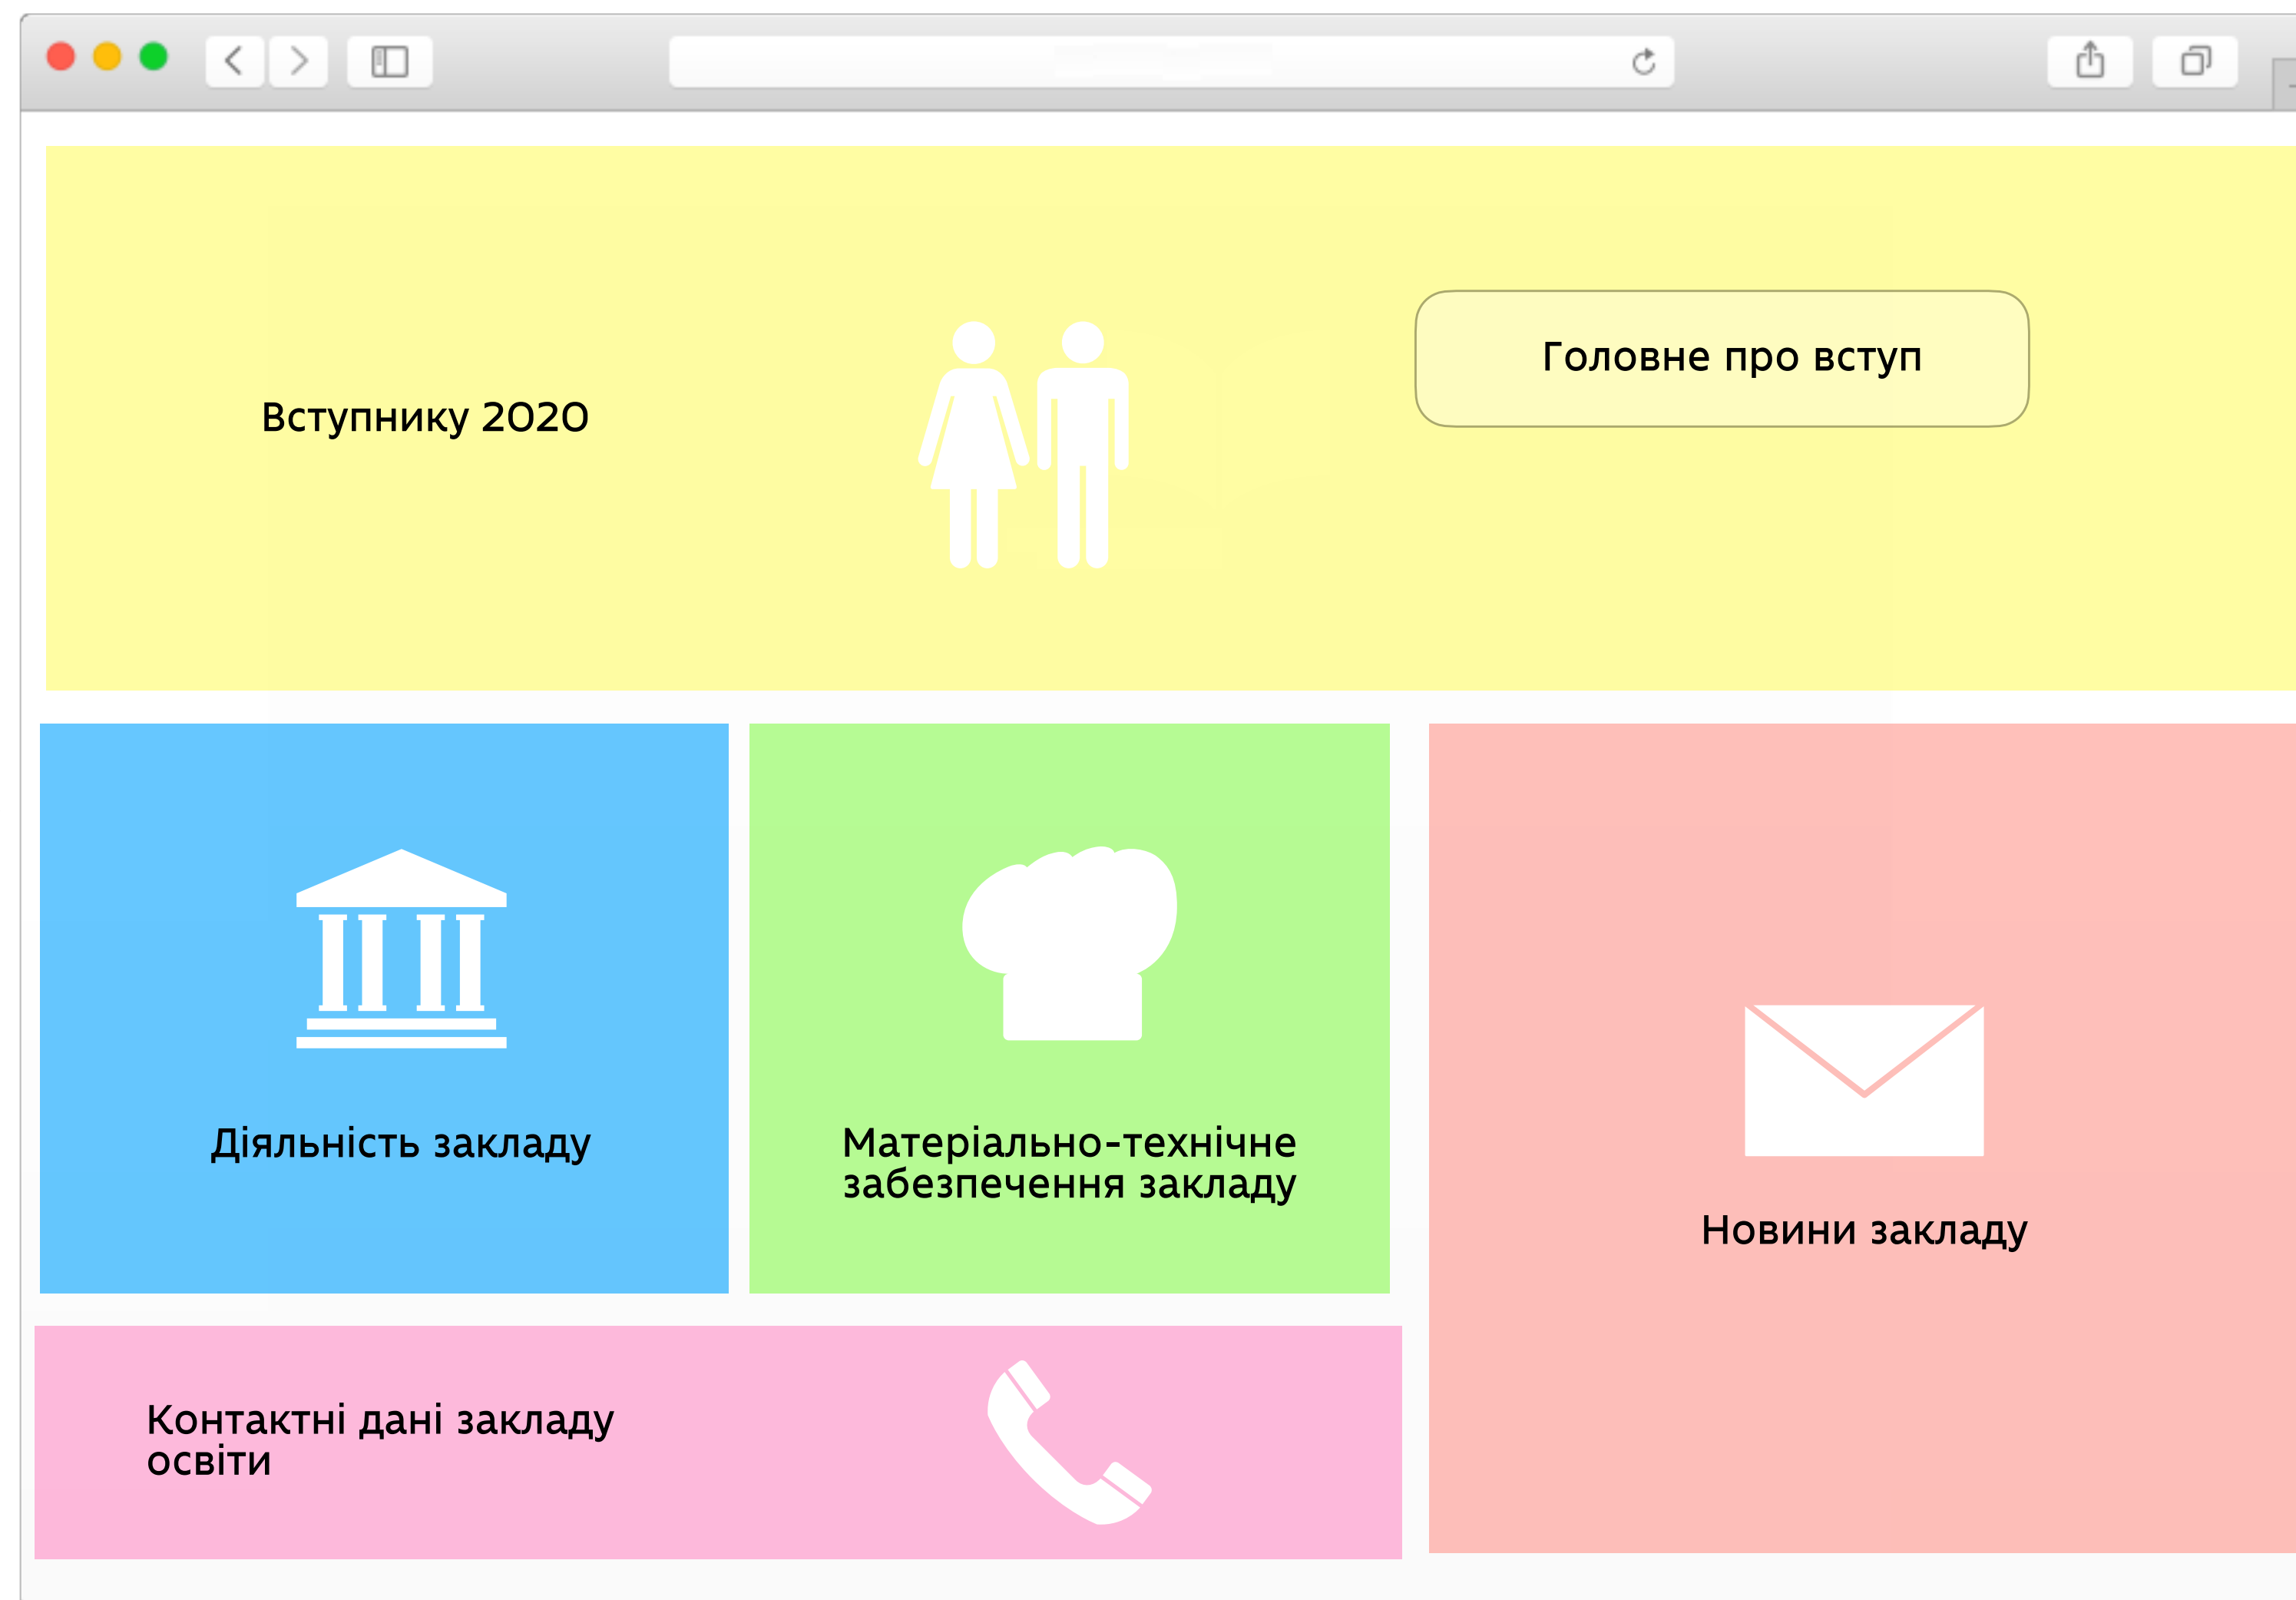 Вступнику 2020
Головне про вступ
Діяльність закладу
Матеріально-технічне
забезпечення закладу
Новини закладу
Контактні дані закладу
освіти